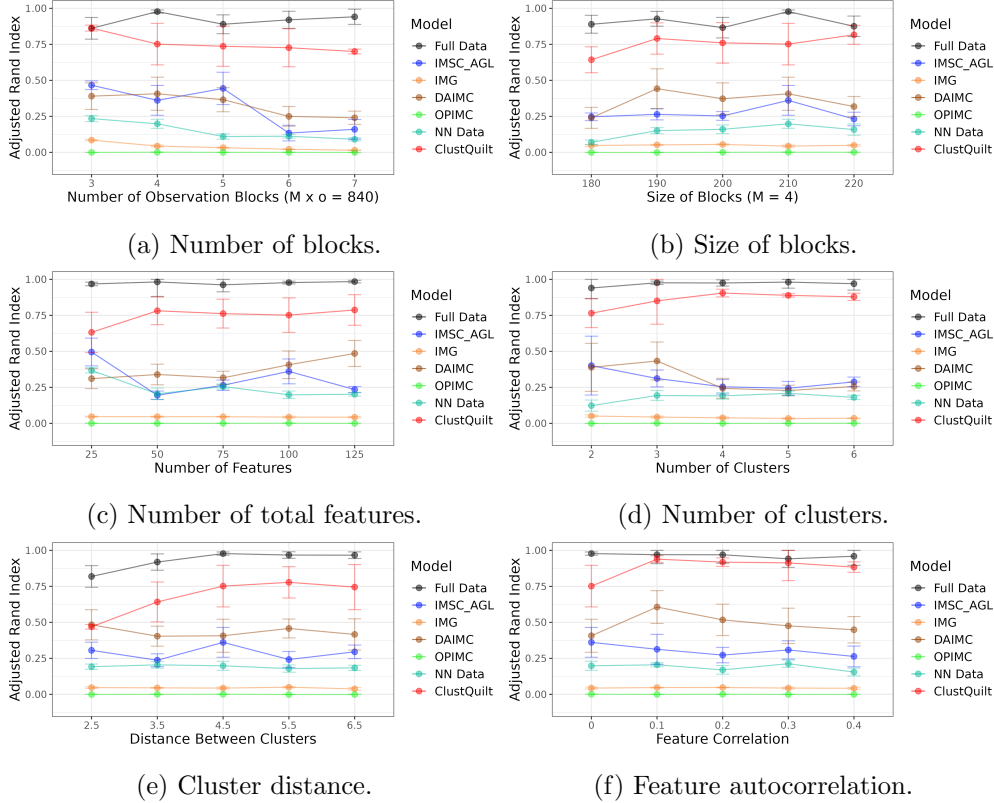 Adjusted Rand Index
1.00
0.75
0.50
0.25
0.00
3 4 5 6 7
Number of Observation Blocks (M x o = 840)
Model
Full Data
IMSC_AGL
IMG
DAIMC
OPIMC
NN Data
ClustQuilt
(a) Number of blocks.
Adjusted Rand Index
1.00
0.75
0.50
0.25
0.00
180 190 200 210 220
Size of Blocks (M = 4)
Model
Full Data
IMSC_AGL
IMG
DAIMC
OPIMC
NN Data
ClustQuilt
(b) Size of blocks.
Adjusted Rand Index
1.00
0.75
0.50
0.25
0.00
25 50 75 100 125
Number of Features
Model
Full Data
IMSC_AGL
IMG
DAIMC
OPIMC
NN Data
ClustQuilt
(c) Number of total features.
Adjusted Rand Index
1.00
0.75
0.50
0.25
0.00
2 3 4 5 6
Number of Clusters
Model
Full Data
IMSC_AGL
IMG
DAIMC
OPIMC
NN Data
ClustQuilt
(d) Number of clusters.
Adjusted Rand Index
1.00
0.75
0.50
0.25
0.00
2.5 3.5 4.5 5.5 6.5
Distance Between Clusters
Model
Full Data
IMSC_AGL
IMG
DAIMC
OPIMC
NN Data
ClustQuilt
(e) Cluster distance.
Adjusted Rand Index
1.00
0.75
0.50
0.25
0.00
0 0.1 0.2 0.3 0.4
Feature Correlation
Model
Full Data
IMSC_AGL
IMG
DAIMC
OPIMC
NN Data
ClustQuilt
(f) Feature autocorrelation.